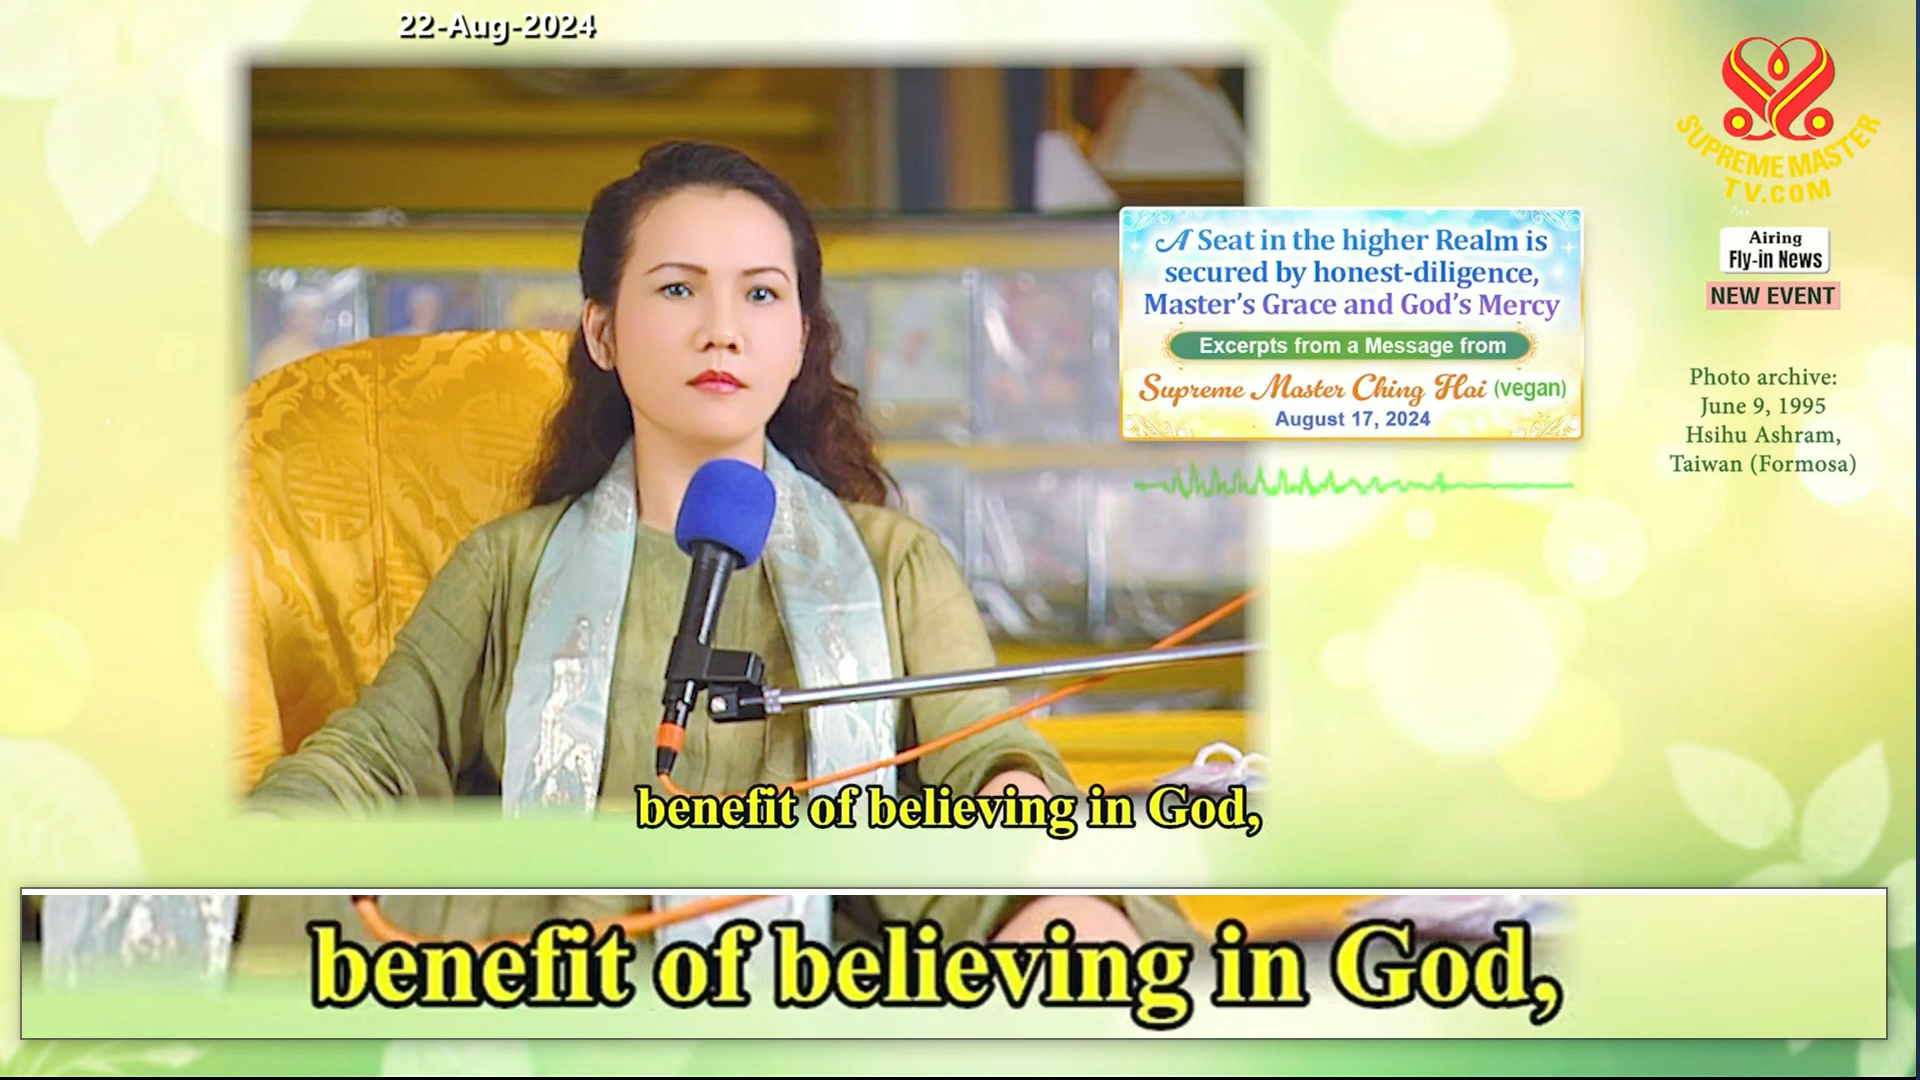 22-Aug-2024
SUPREME MASTER
TV.COM
Airing
Fly-in News
NEW EVENT
A Seat in the higher Realm is
secured by honest-diligence,
Master's Grace and God's Mercy
Excerpts from a Message from
Supreme Master Ching Hai (vegan)
August 17, 2024
Photo archive:
June 9, 1995
Hsihu Ashram,
Taiwan (Formosa)
benefit of believing in God,
benefit of believing in God,